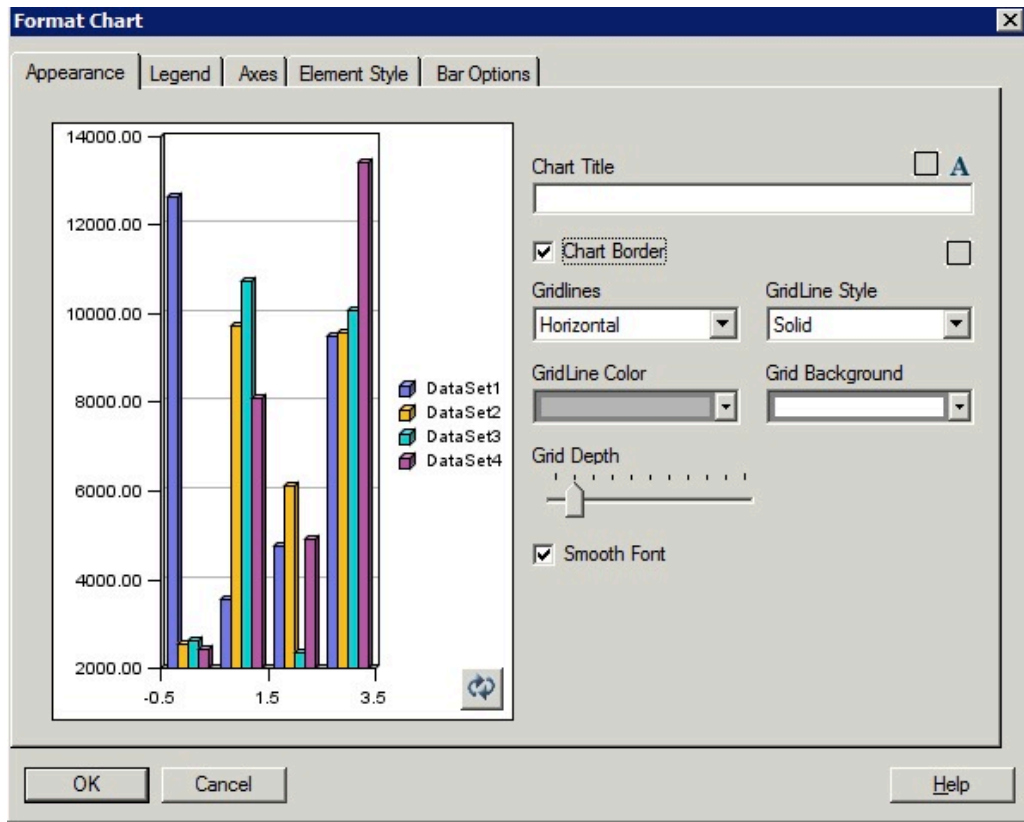 Format Chart
Appearance Legend Axes Element Style Bar Options
14000.00
12000.00
10000.00
8000.00
6000.00
4000.00
2000.00
-0.5 1.5 3.5
DataSet1
DataSet2
DataSet3
DataSet4
Chart Title A
Chart Border
Gridlines GridLine Style
Horizontal Solid
GridLine Color Grid Background
Grid Depth
Smooth Font
OK Cancel Help